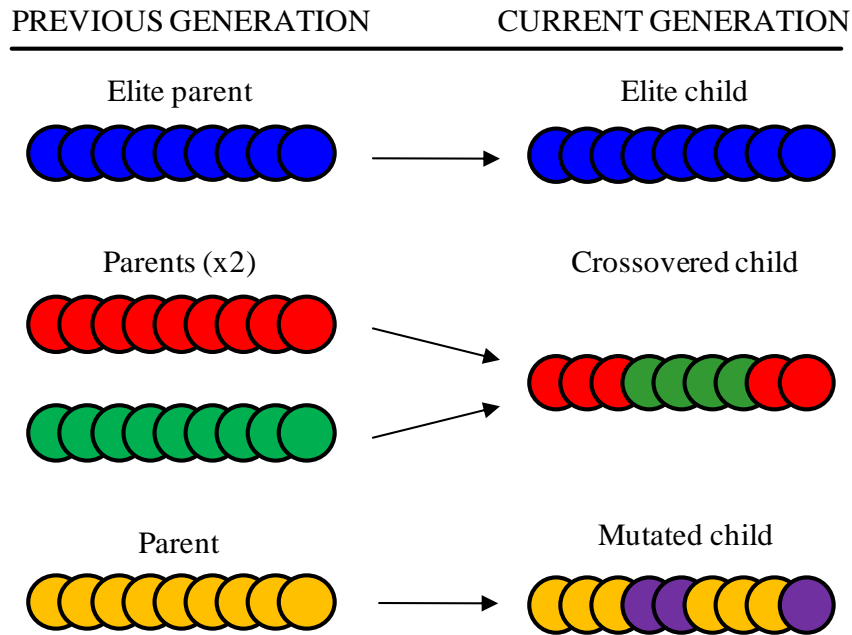 PREVIOUS GENERATION
CURRENT GENERATION
Elite parent
Elite child
Parents (x2)
Crossovered child
Parent
Mutated child